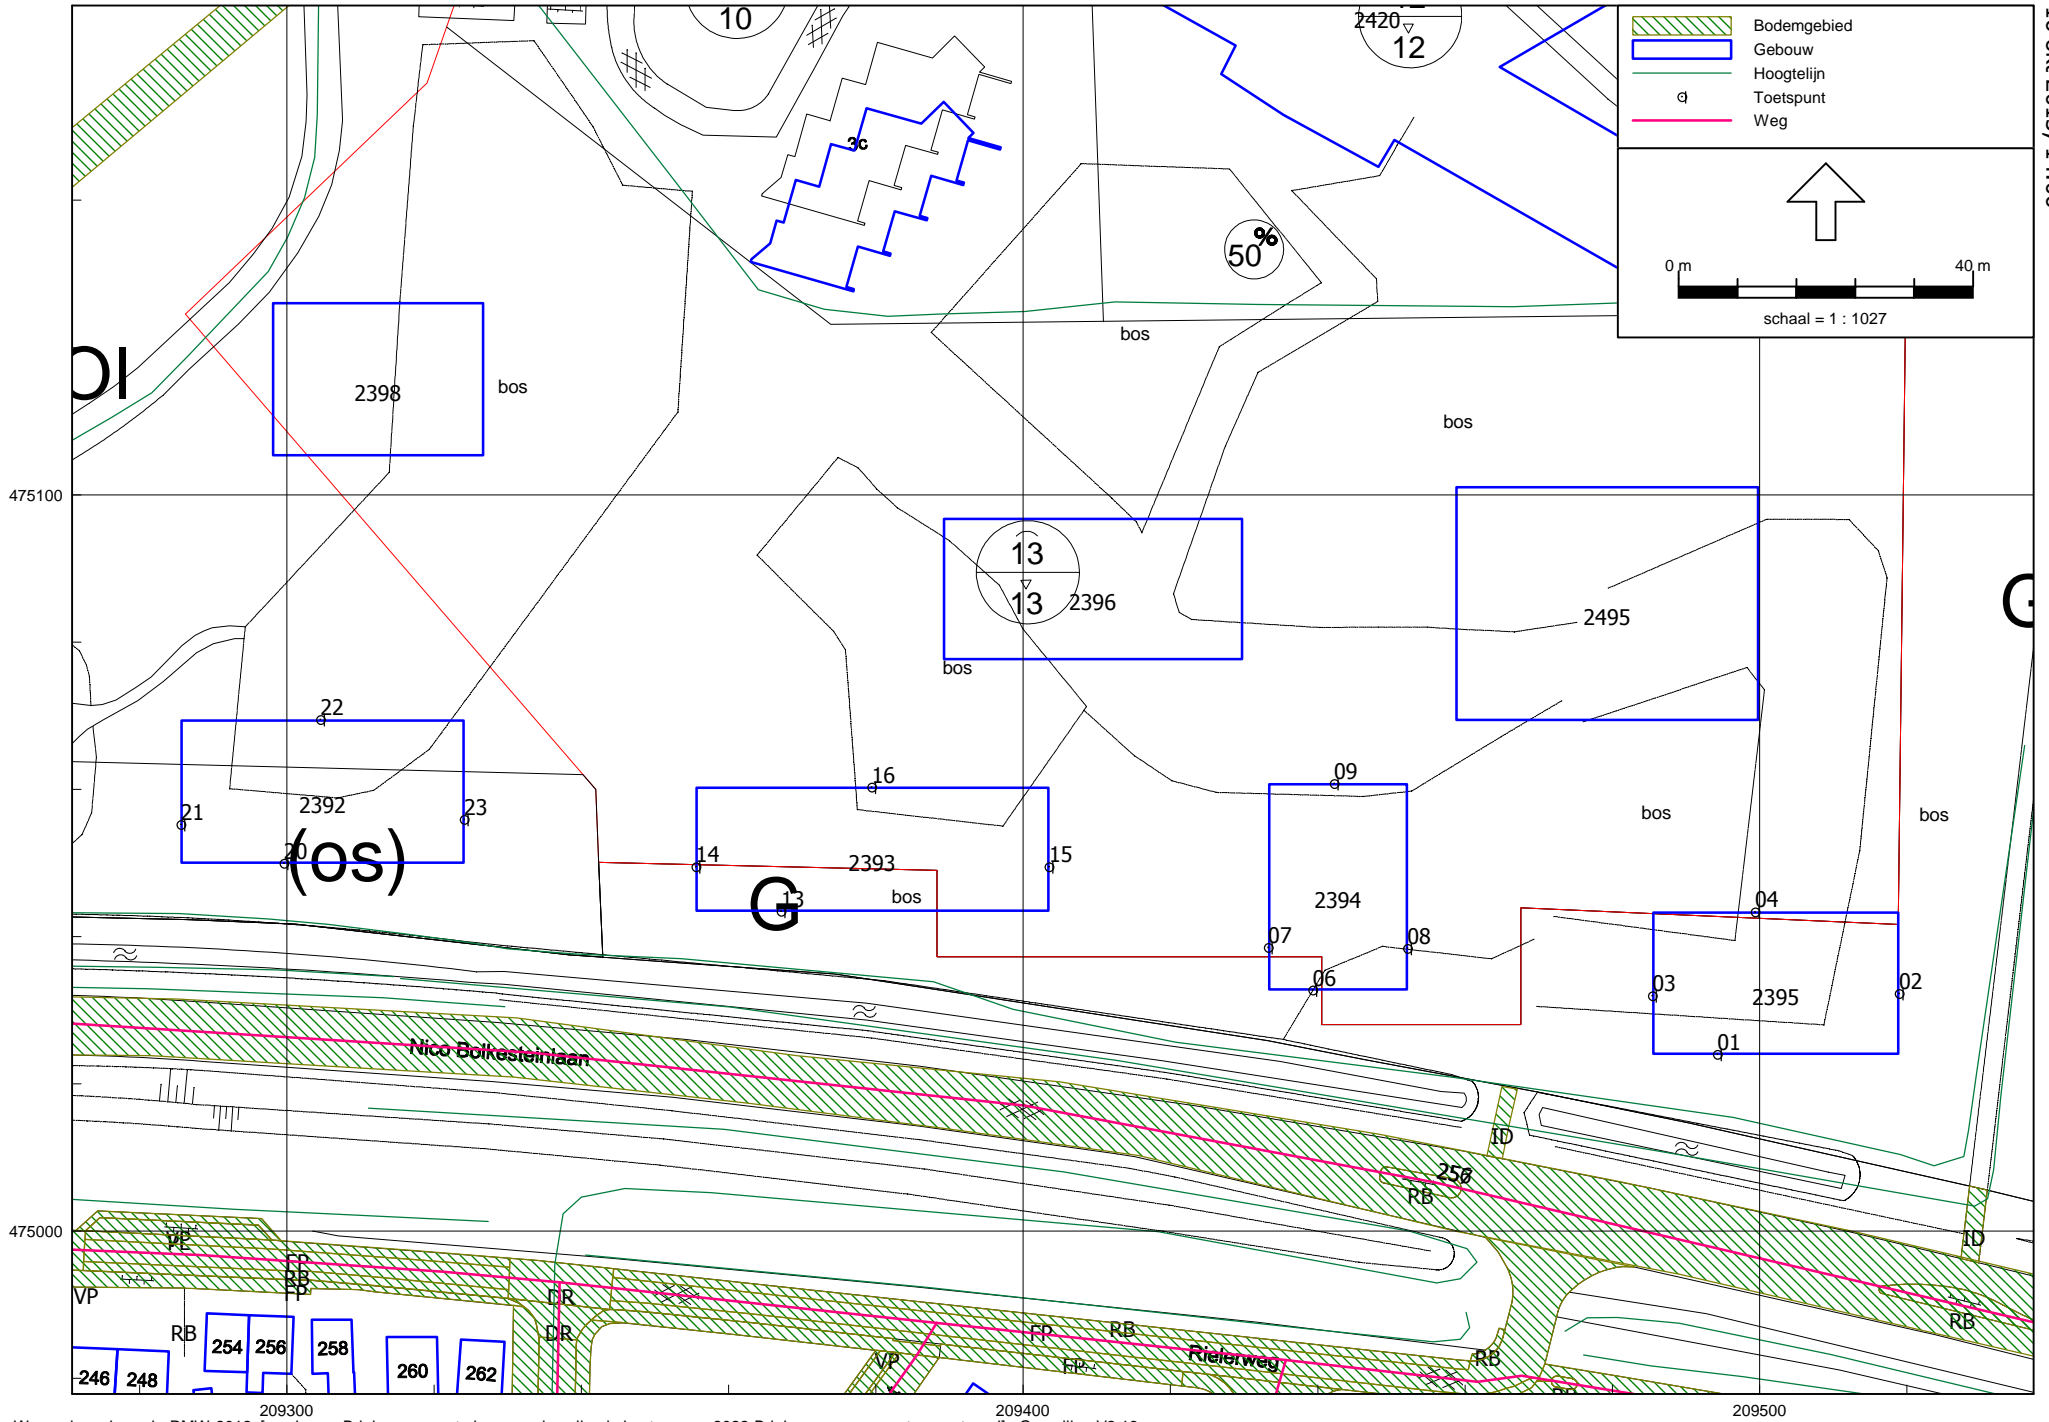 10
2420
12
Bodemgebied
Gebouw
Hoogtelijn
Toetspunt
Weg
3c
50
%
0 m
40 m
schaal = 1 : 1027
bos
OI
2398
bos
bos
475100
13
13
2396
2495
G
bos
22
16
09
21
2392
23
bos
bos
20
(os)
14
2393
15
G
13
bos
2394
04
07
08
06
03
2395
02
01
Nico Bolkesteinlaan
ID
256
RB
475000
ID
FP
RB
FP
VP
DR
RB
DR
FP
RB
RB
254
256
258
260
262
246
248
VP
Rielerweg
RB
209300
209400
209500